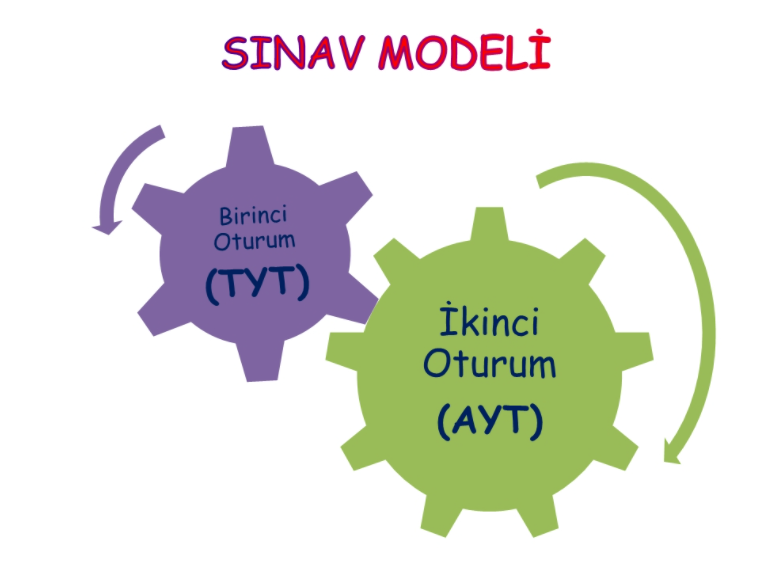 SINAV MODELİ
Birinci
Oturum
(TYT)
İkinci
Oturum
(AYT)